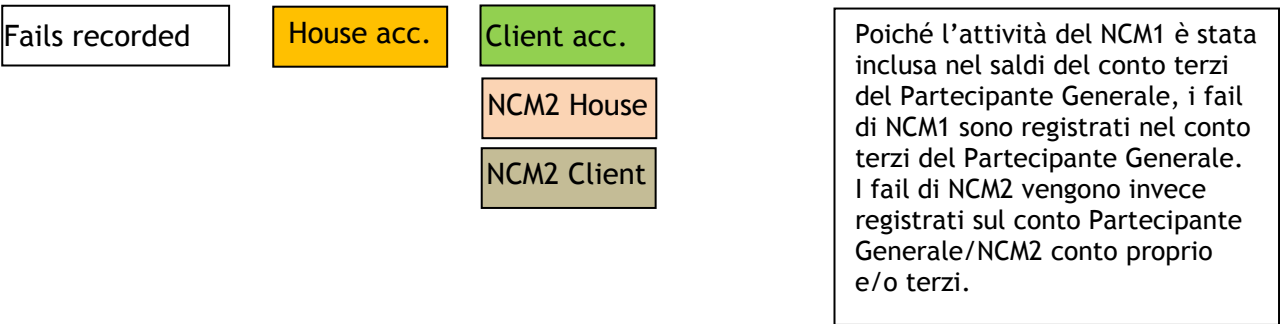 Fails recorded
House acc.
Client acc.
NCM2 House
NCM2 Client
Poiché l'attività del NCM1 è stata
inclusa nel saldi del conto terzi
del Partecipante Generale, i fail
di NCM1 sono registrati nel conto
terzi del Partecipante Generale.
I fail di NCM2 vengono invece
registrati sul conto Partecipante
Generale/NCM2 conto proprio
e/o terzi.